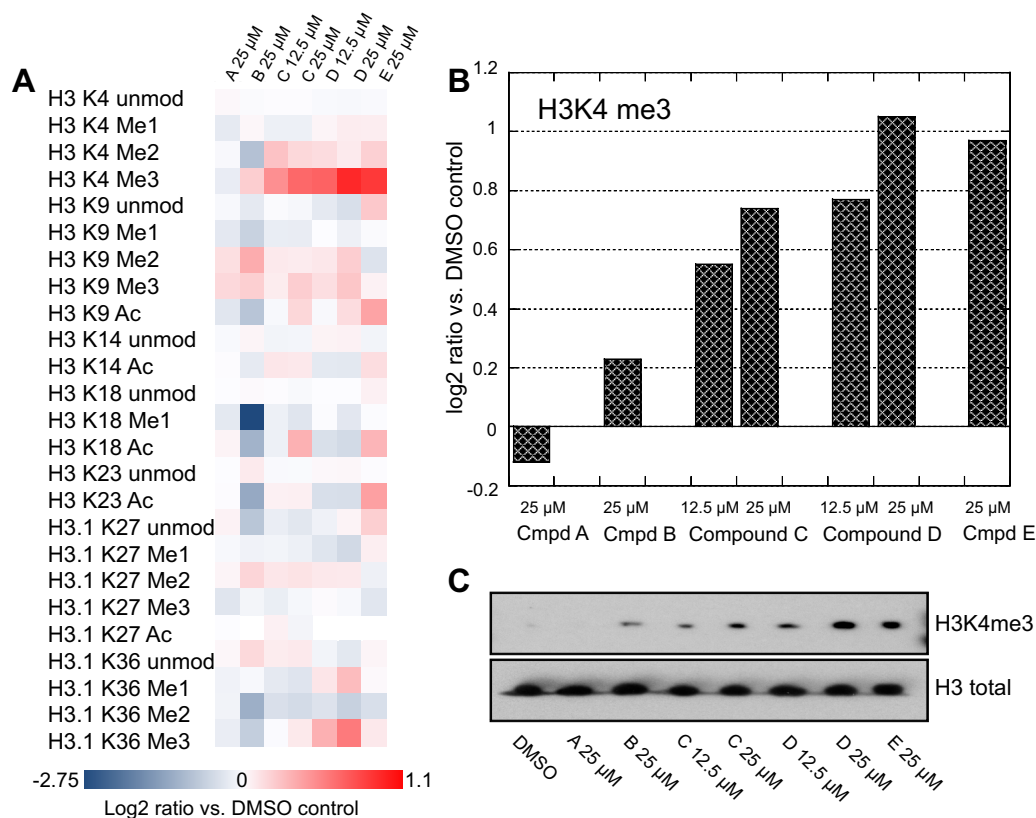 A
A 25 µM
B 25 µM
C 12.5 µM
C 25 µM
D 12.5 µM
D 25 µM
E 25 µM
H3 K4 unmod
H3 K4 Me1
H3 K4 Me2
H3 K4 Me3
H3 K9 unmod
H3 K9 Me1
H3 K9 Me2
H3 K9 Me3
H3 K9 Ac
H3 K14 unmod
H3 K14 Ac
H3 K18 unmod
H3 K18 Me1
H3 K18 Ac
H3 K23 unmod
H3 K23 Ac
H3.1 K27 unmod
H3.1 K27 Me1
H3.1 K27 Me2
H3.1 K27 Me3
H3.1 K27 Ac
H3.1 K36 unmod
H3.1 K36 Me1
H3.1 K36 Me2
H3.1 K36 Me3
-2.75 0 1.1
Log2 ratio vs. DMSO control
B
H3K4 me3
log2 ratio vs. DMSO control
1.2
1
0.8
0.6
0.4
0.2
0
-0.2
25 µM 25 µM 12.5 µM 25 µM 12.5 µM 25 µM 25 µM
Cmpd A Cmpd B Compound C Compound D Cmpd E
C
H3K4me3
H3 total
DMSO
A 25 µM
B 25 µM
C 12.5 µM
C 25 µM
D 12.5 µM
D 25 µM
E 25 µM